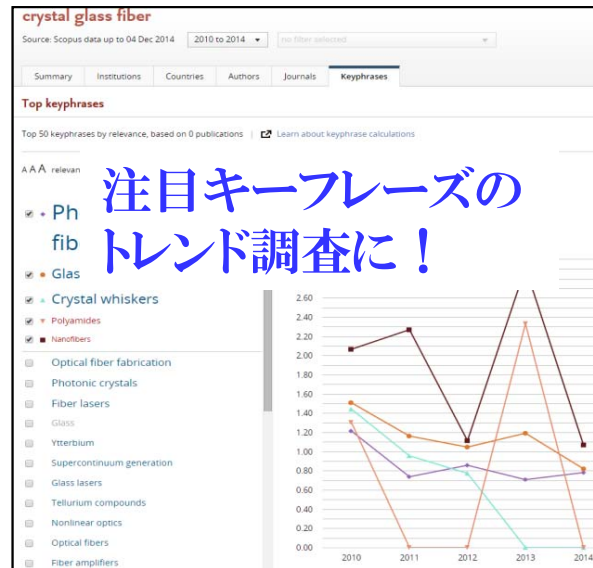 crystal glass fiber
Source: Scopus data up to 04 Dec 2014
2010 to 2014
no filter selected
Summary
Institutions
Countries
Authors
Journals
Keyphrases
Top keyphrases
Top 50 keyphrases by relevance, based on 0 publications
Learn about keyphrase calculations
A A A relevan
注目キーフレーズの
トレンド調査に！
Ph
fib
Glas
Crystal whiskers
Polyamides
Nanofibers
Optical fiber fabrication
Photonic crystals
Fiber lasers
Glass
Ytterbium
Supercontinuum generation
Glass lasers
Tellurium compounds
Nonlinear optics
Optical fibers
Fiber amplifiers
2.60
2.40
2.20
2.00
1.80
1.60
1.40
1.20
1.00
0.80
0.60
0.40
0.20
0.00
2010
2011
2012
2013
2014